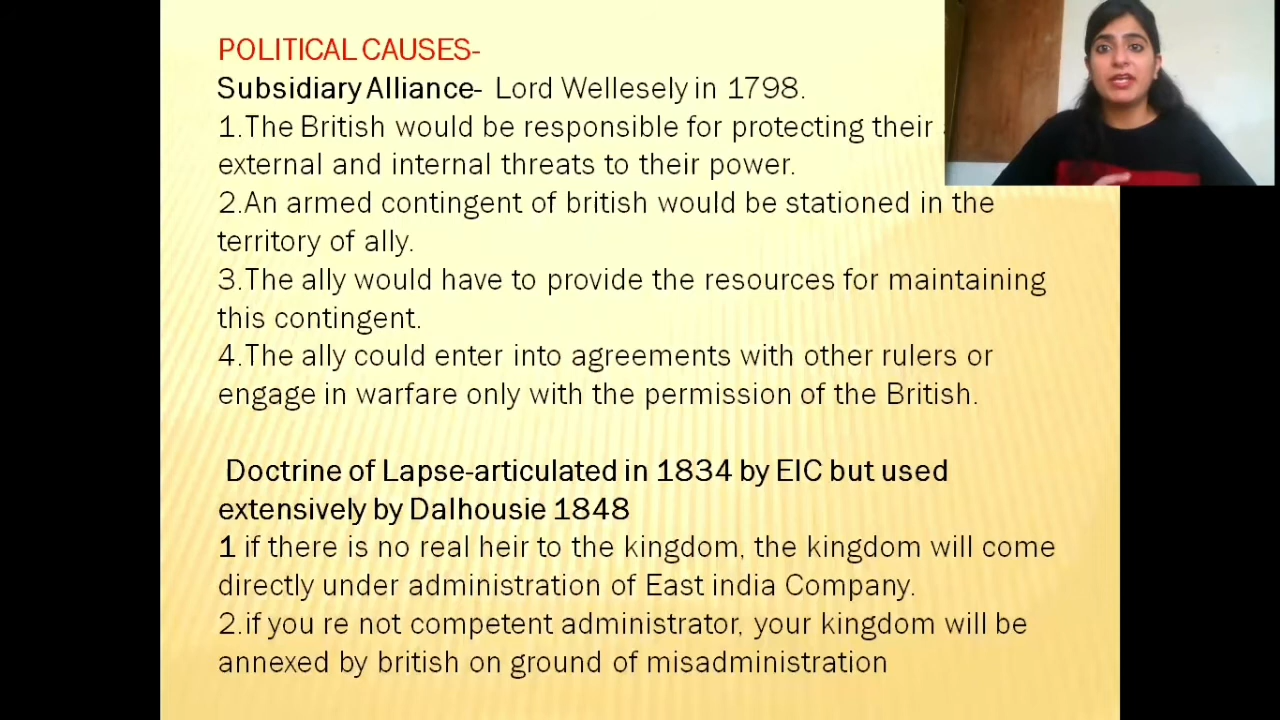 POLITICAL CAUSES-
Subsidiary Alliance- Lord Wellesely in 1798.
1.The British would be responsible for protecting their
external and internal threats to their power.
2.An armed contingent of british would be stationed in the
territory of ally.
3.The ally would have to provide the resources for maintaining
this contingent.
4.The ally could enter into agreements with other rulers or
engage in warfare only with the permission of the British.
Doctrine of Lapse-articulated in 1834 by EIC but used
extensively by Dalhousie 1848
1 if there is no real heir to the kingdom, the kingdom will come
directly under administration of East india Company.
2.if you re not competent administrator, your kingdom will be
annexed by british on ground of misadministration